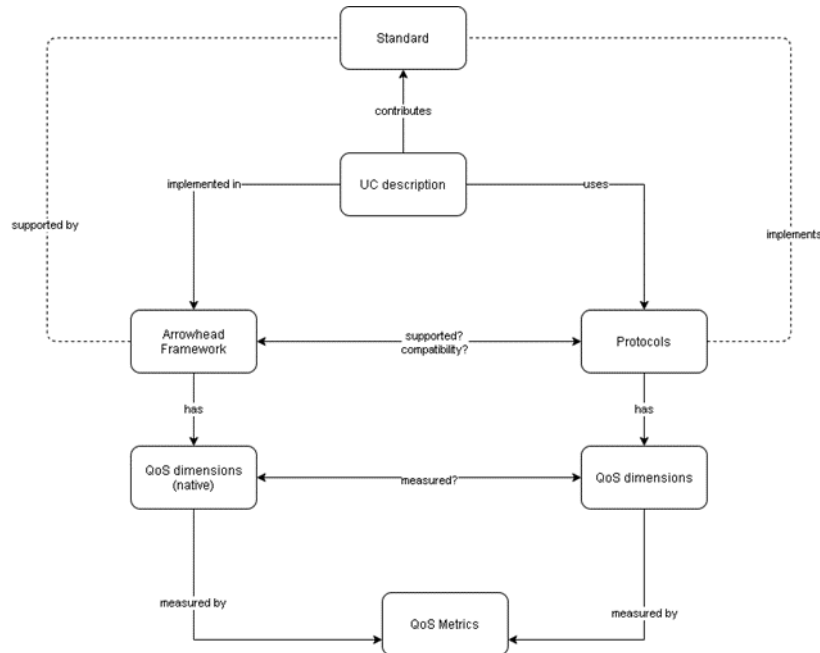 Standard
contributes
implemented in
UC description
uses
supported by
implements
Arrowhead
Framework
supported?
compatibility?
Protocols
has
has
QoS dimensions
(native)
measured?
QoS dimensions
measured by
measured by
QoS Metrics